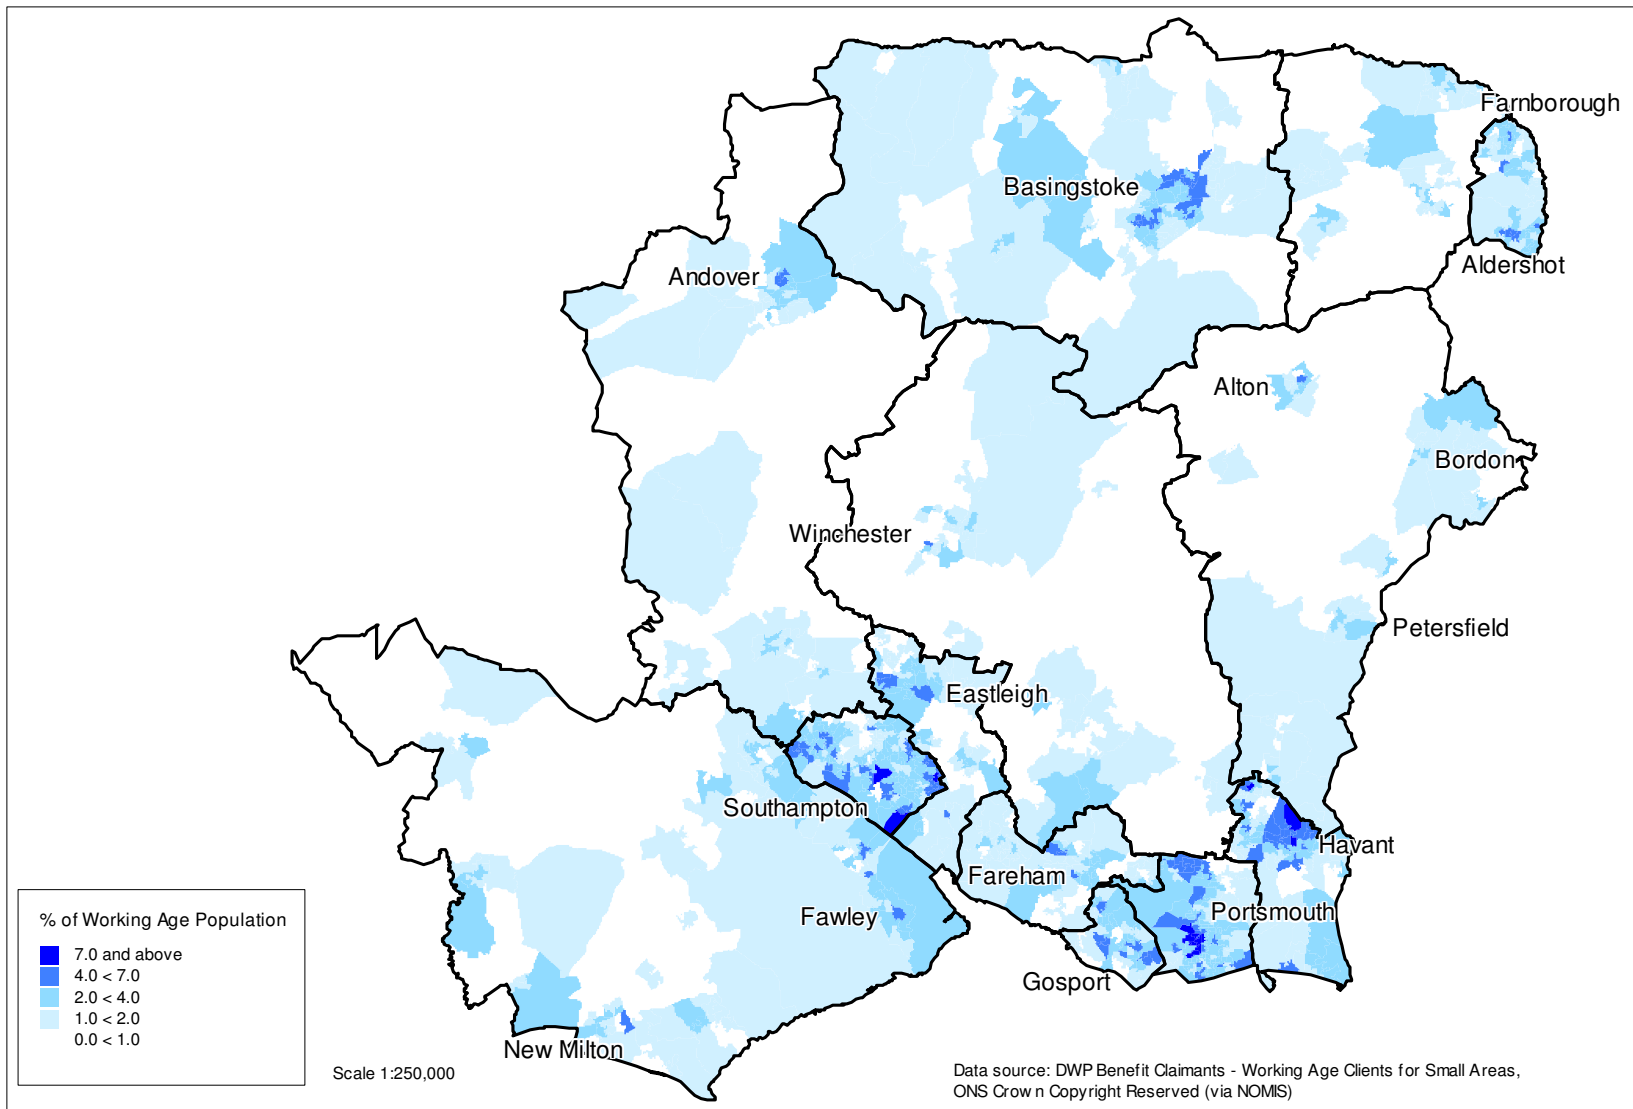 Farnborough
Basingstoke
Aldershot
Andover
Alton
Bordon
Winchester
Petersfield
Eastleigh
Southampton
Havant
Fareham
Fawley
Portsmouth
Gosport
New Milton
% of Working Age Population
7.0 and above
4.0 < 7.0
2.0 < 4.0
1.0 < 2.0
0.0 < 1.0
Scale 1:250,000
Data source: DWP Benefit Claimants - Working Age Clients for Small Areas,
ONS Crown Copyright Reserved (via NOMIS)